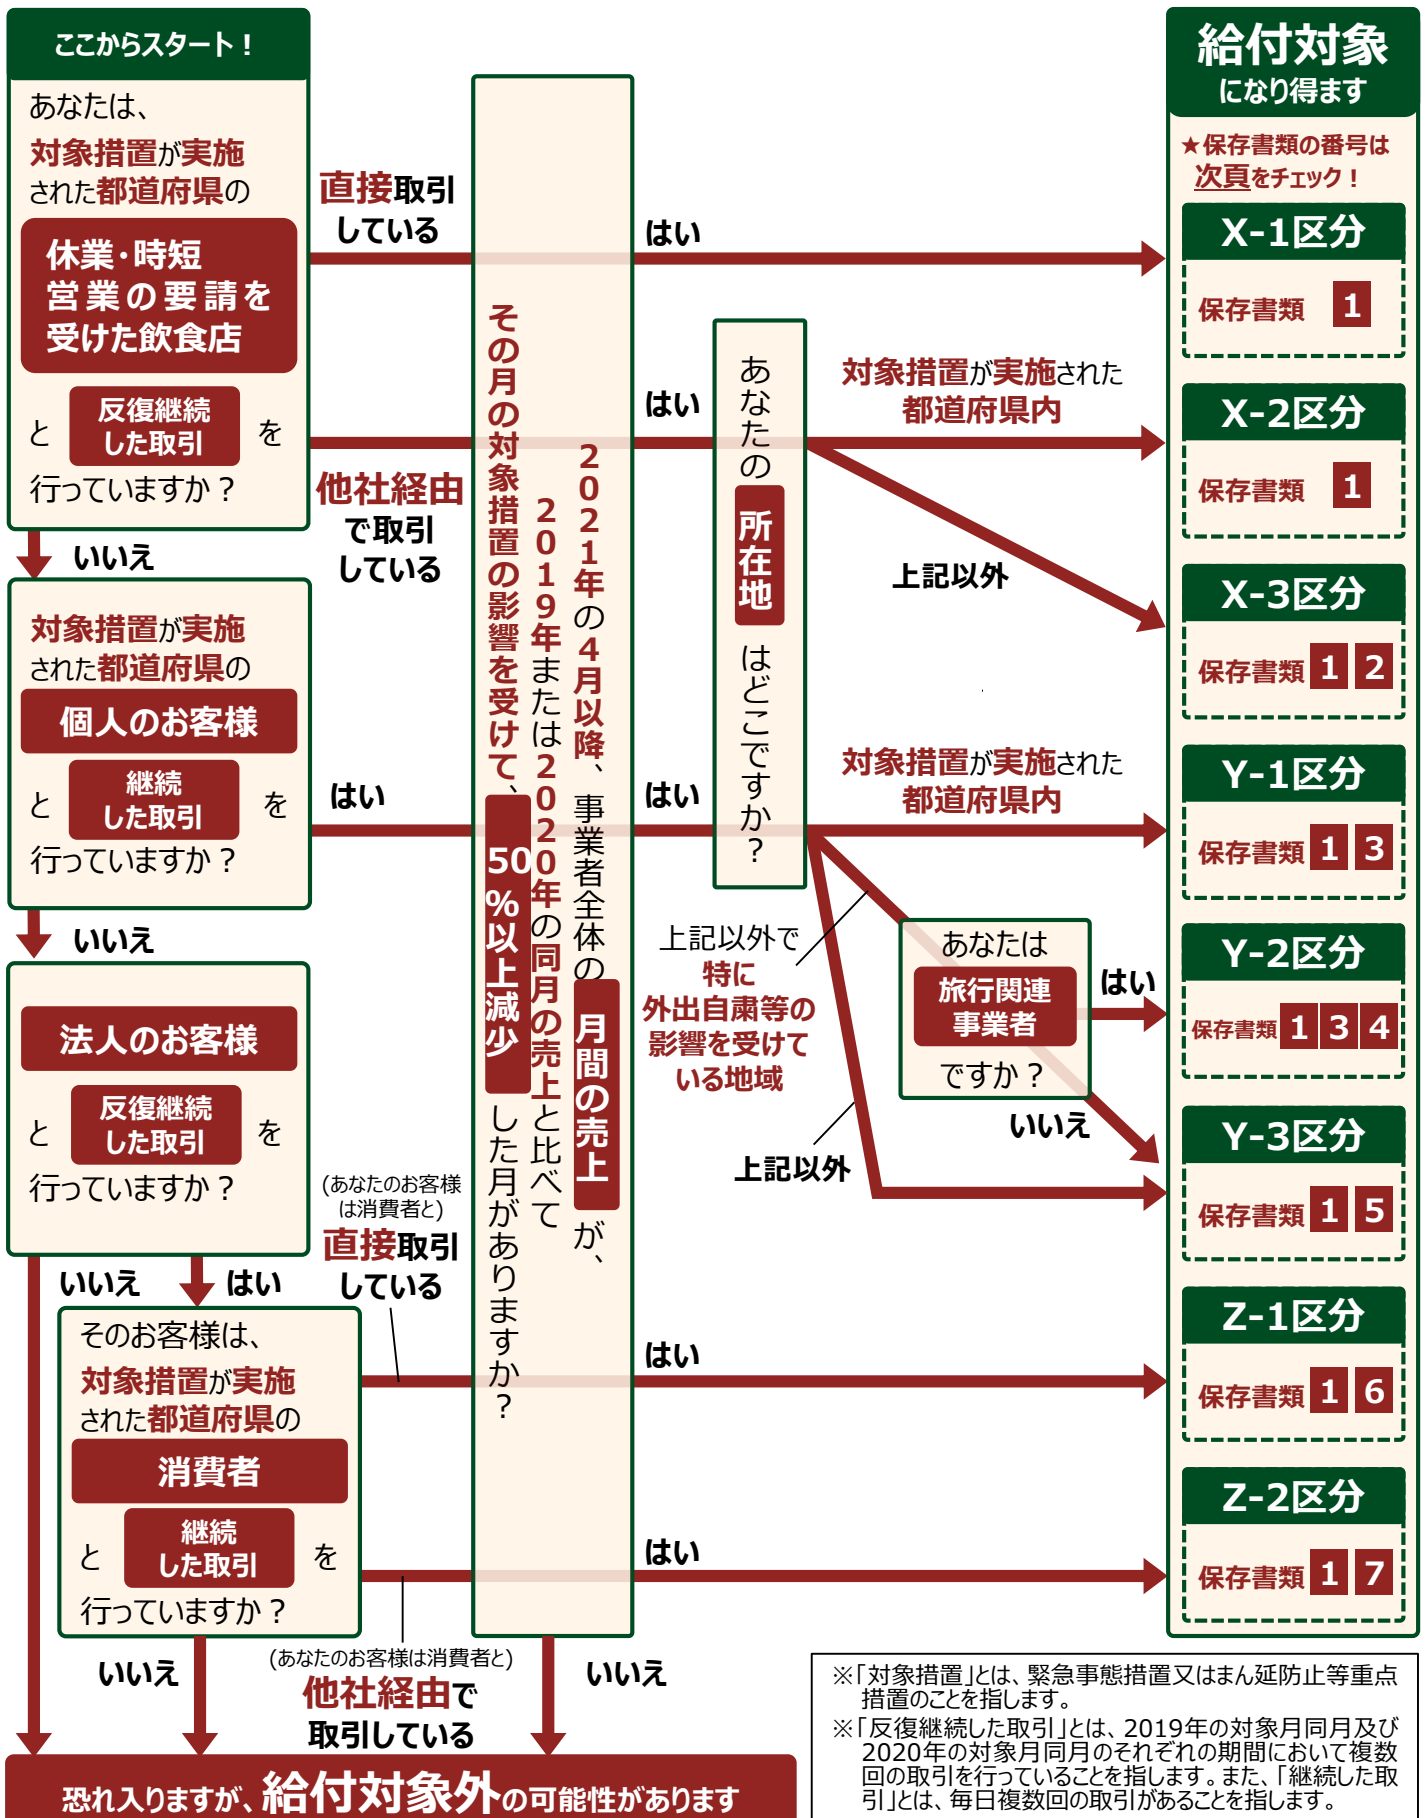 ここからスタート！
あなたは、
対象措置が実施
された都道府県の
休業・時短
営業の要請を
受けた飲食店
と
反復継続
した取引
を
行っていますか？
直接取引
している
他社経由
で取引
している
いいえ
対象措置が実施
された都道府県の
個人のお客様
と
継続
した取引
を
行っていますか？
はい
いいえ
法人のお客様
と
反復継続
した取引
を
行っていますか？
いいえ
はい
そのお客様は、
対象措置が実施
された都道府県の
消費者
と
継続
した取引
を
行っていますか？
(あなたのお客様
は消費者と)
直接取引
している
(あなたのお客様は消費者と)
他社経由で
取引している
いいえ
2021年の4月以降、事業者全体の月間の売上が、
2019年または2020年の同月の売上と比べて
その月の対象措置の影響を受けて、50%以上減少した月がありますか？
はい
はい
はい
はい
はい
いいえ
あなたの所在地はどこですか？
対象措置が実施された
都道府県内
上記以外
対象措置が実施された
都道府県内
上記以外で
特に
外出自粛等の
影響を受けて
いる地域
上記以外
あなたは
旅行関連
事業者
ですか？
はい
いいえ
給付対象
になり得ます
★保存書類の番号は
次頁をチェック！
X-1区分
保存書類 1
X-2区分
保存書類 1
X-3区分
保存書類 1 2
Y-1区分
保存書類 1 3
Y-2区分
保存書類 1 3 4
Y-3区分
保存書類 1 5
Z-1区分
保存書類 1 6
Z-2区分
保存書類 1 7
恐れ入りますが、給付対象外の可能性があります
※「対象措置」とは、緊急事態措置又はまん延防止等重点
措置のことを指します。
※「反復継続した取引」とは、2019年の対象月同月及び
2020年の対象月同月のそれぞれの期間において複数
回の取引を行っていることを指します。また、「継続した取
引」とは、毎日複数回の取引があることを指します。